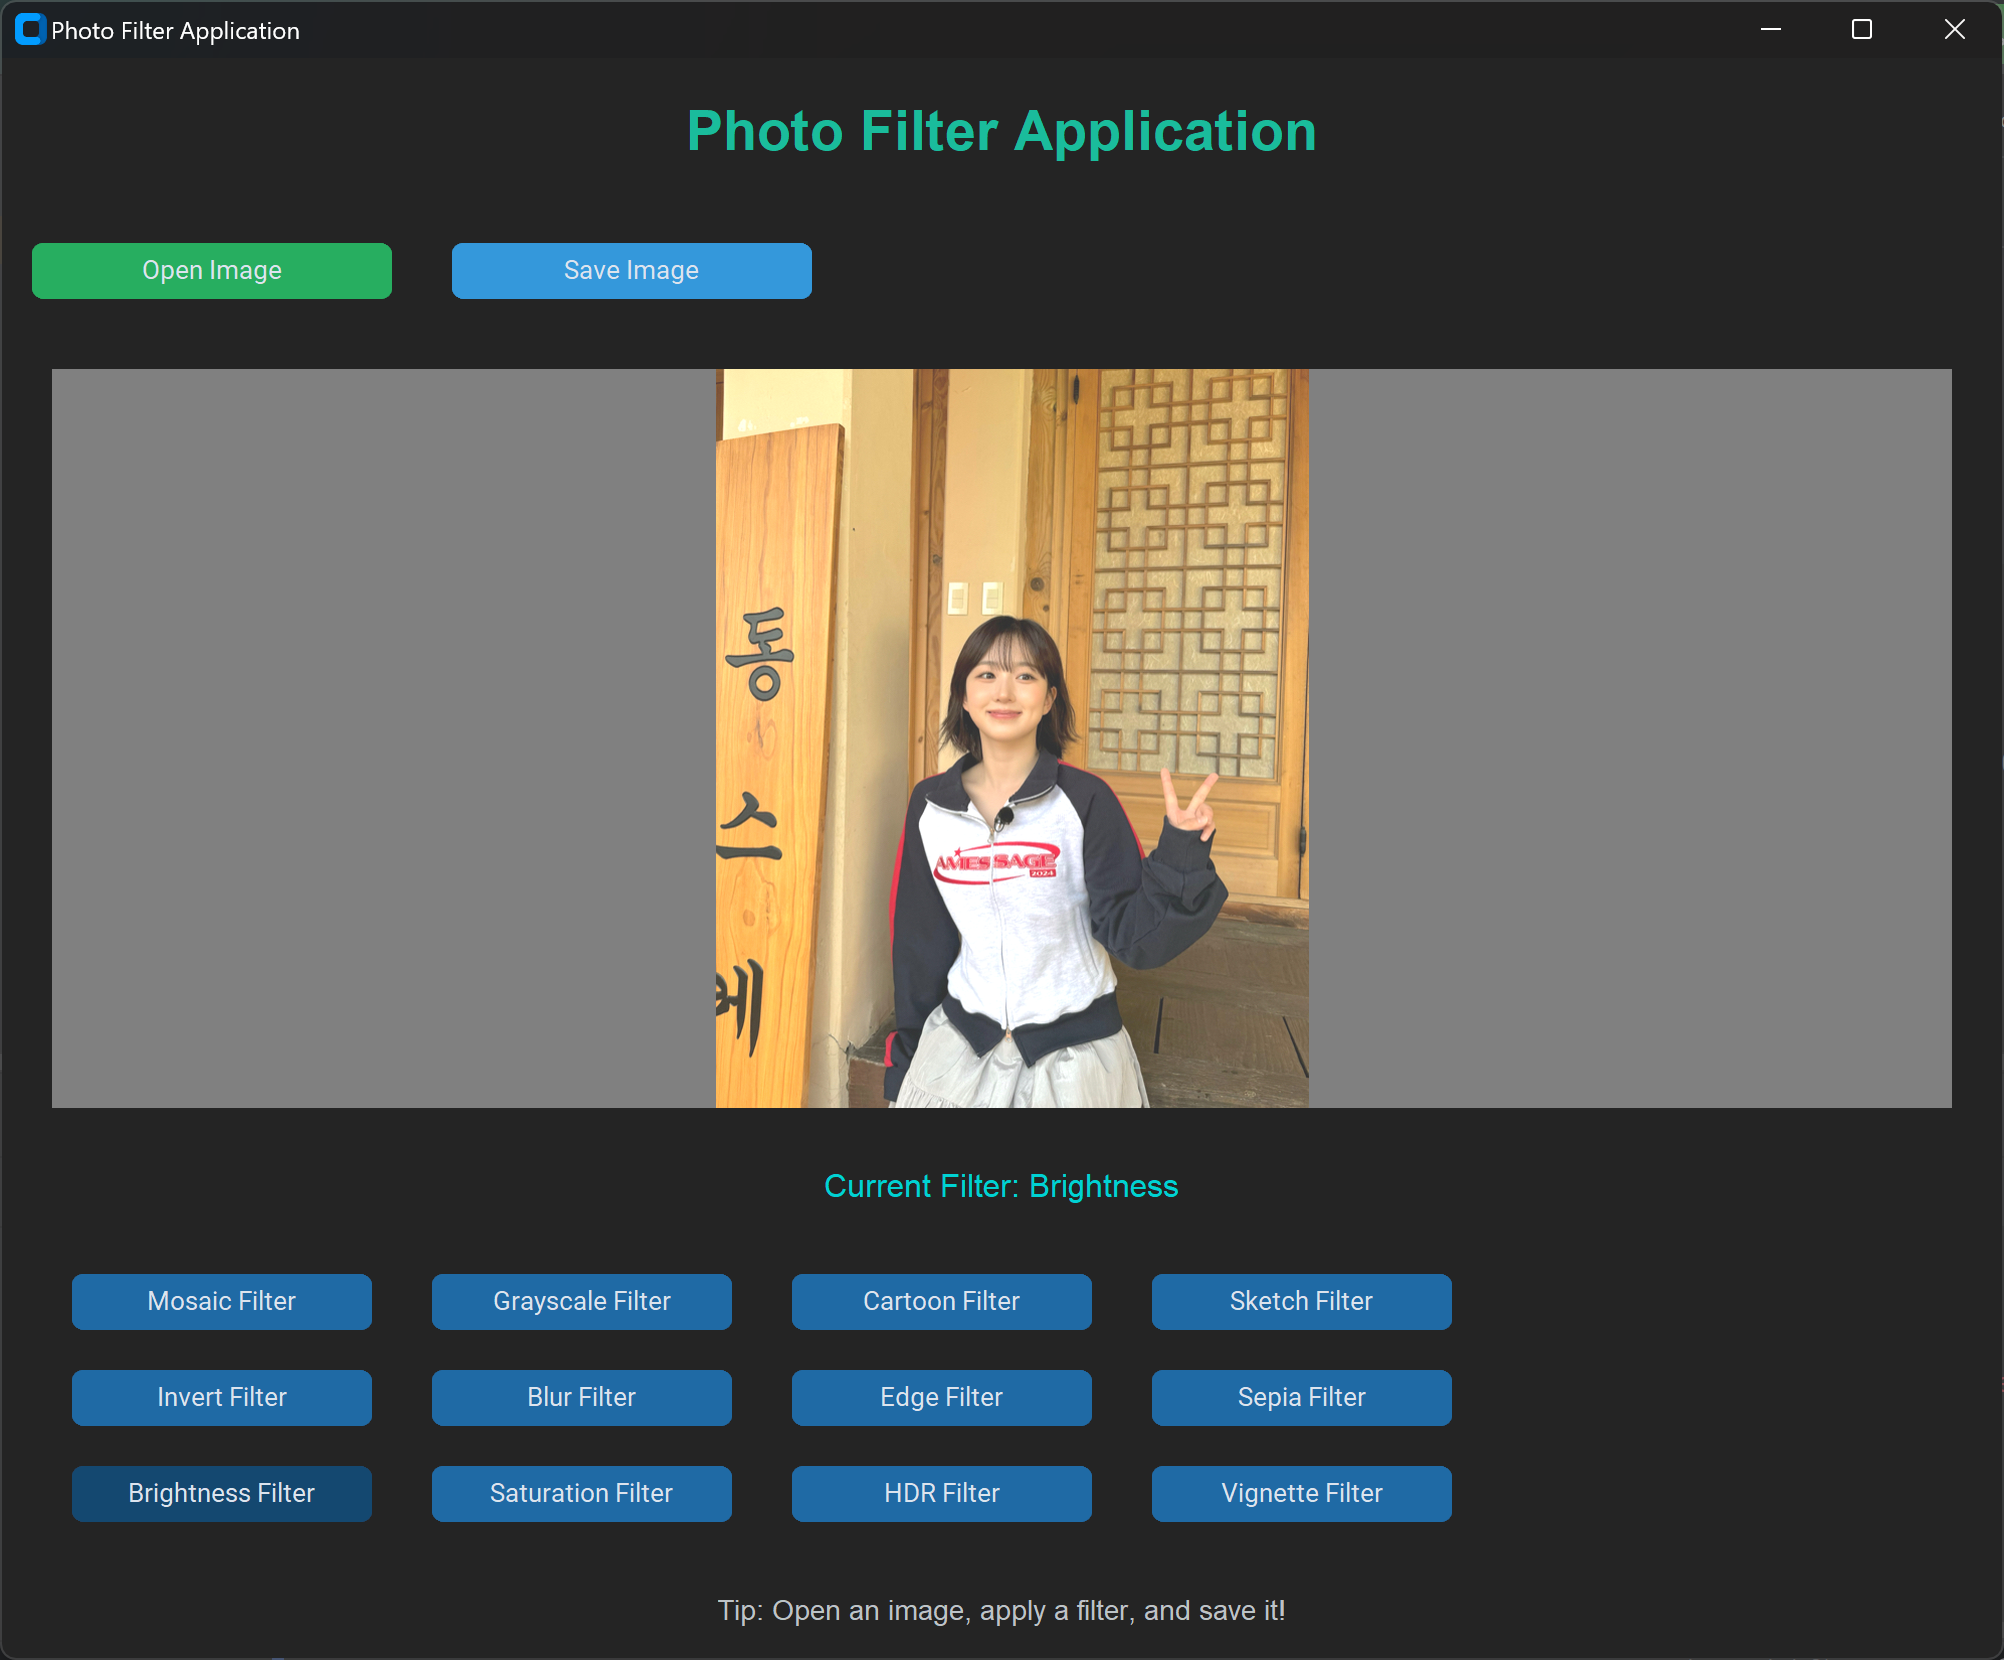 Photo Filter Application
Photo Filter Application
Open Image
Save Image
동
스
테
AMES SAGE
2024
Current Filter: Brightness
Mosaic Filter
Grayscale Filter
Cartoon Filter
Sketch Filter
Invert Filter
Blur Filter
Edge Filter
Sepia Filter
Brightness Filter
Saturation Filter
HDR Filter
Vignette Filter
Tip: Open an image, apply a filter, and save it!